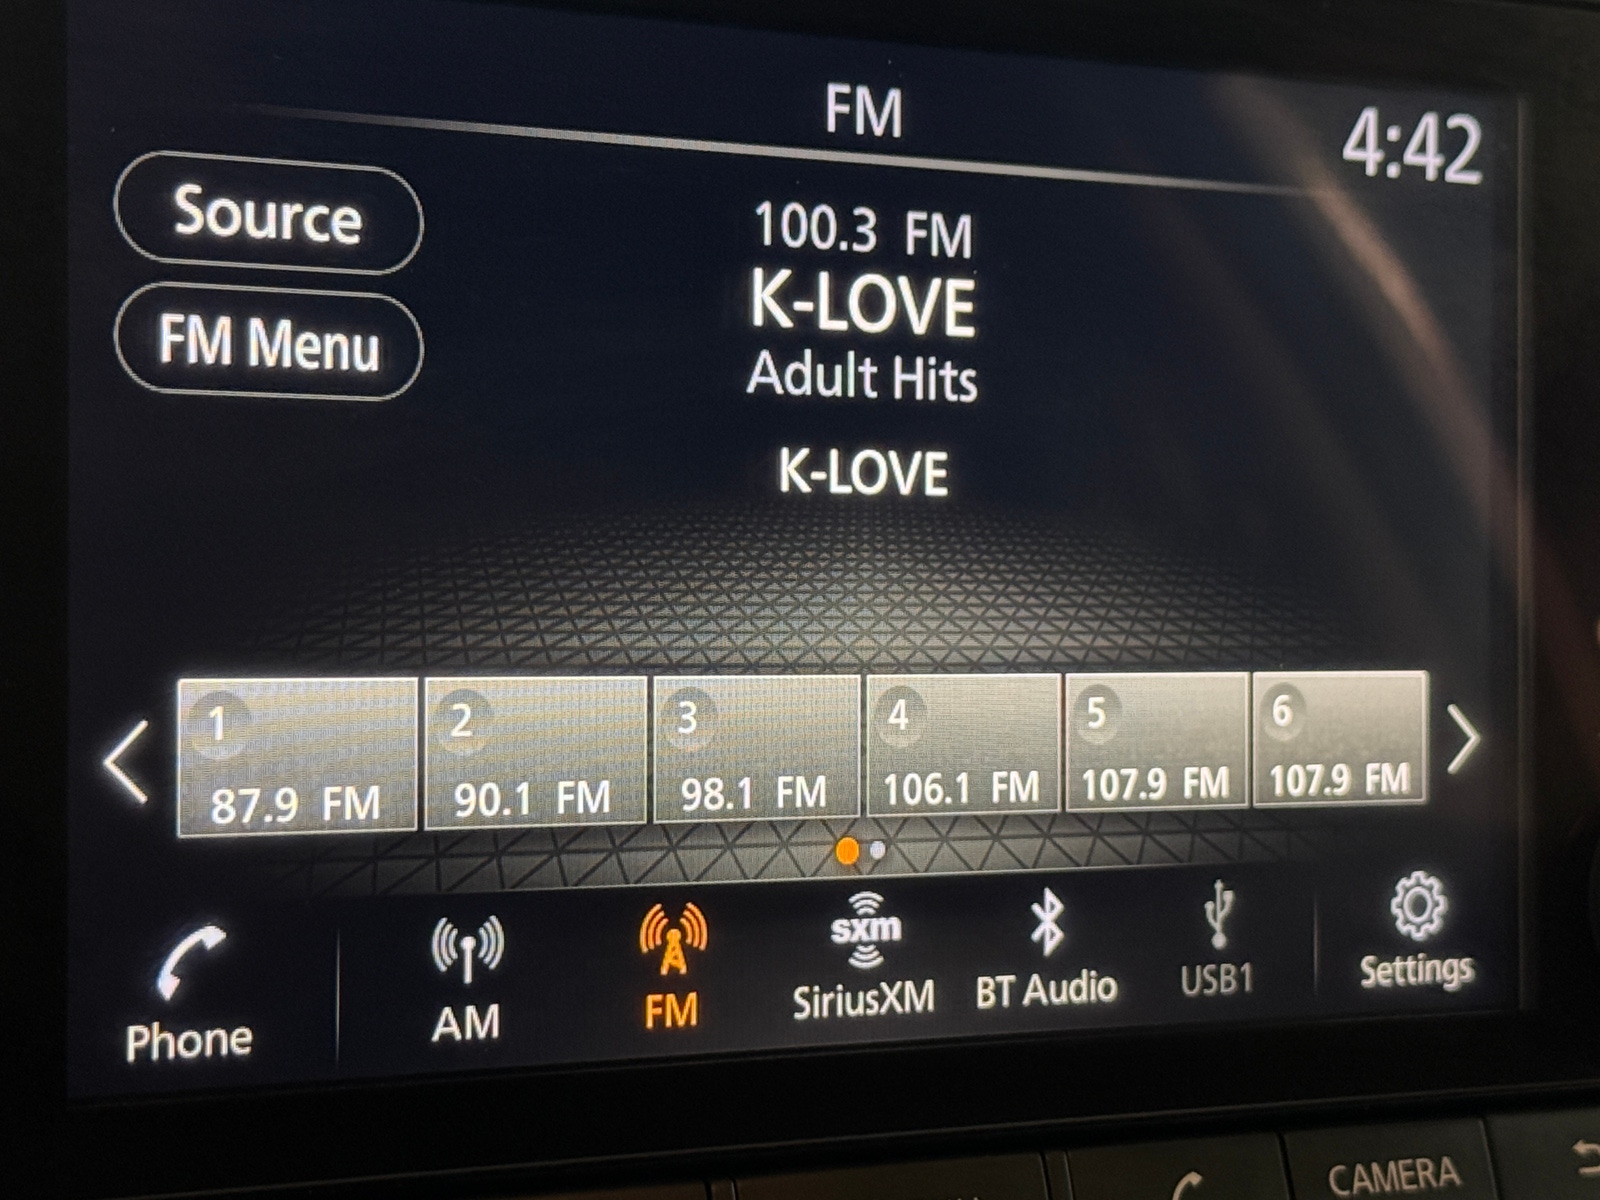 FM
4:42
Source
FM Menu
100.3 FM
K-LOVE
Adult Hits
K-LOVE
1
87.9 FM
2
90.1 FM
3
98.1 FM
4
106.1 FM
5
107.9 FM
6
107.9 FM
Phone
AM
FM
sxm
SiriusXM
BT Audio
USB1
Settings
CAMERA